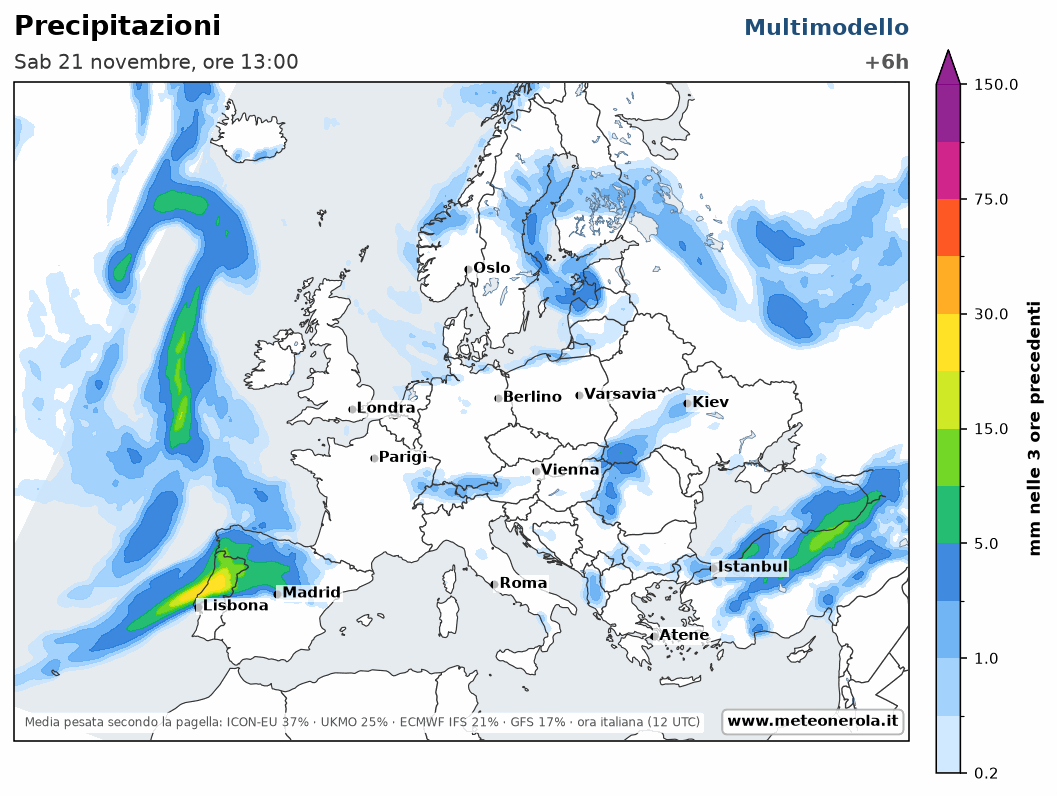 Precipitazioni
Multimodello
Sab 21 novembre, ore 13:00
+6h
150.0
75.0
30.0
15.0
5.0
1.0
0.2
mm nelle 3 ore precedenti
Oslo
Londra
Berlino
Varsavia
Kiev
Parigi
Vienna
Istanbul
Madrid
Lisbona
Roma
Atene
Media pesata secondo la pagella: ICON-EU 37% · UKMO 25% · ECMWF IFS 21% · GFS 17% · ora italiana (12 UTC)
www.meteonerola.it